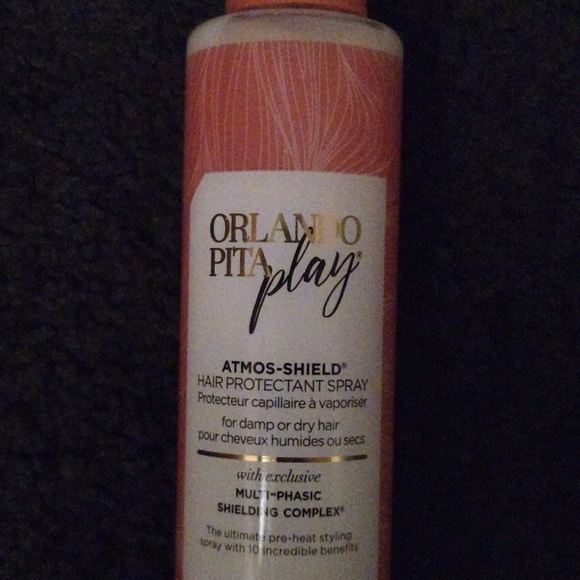 ORLANDO
PITA play®
ATMOS-SHIELD®
HAIR PROTECTANT SPRAY
Protecteur capillaire à vaporiser
for damp or dry hair
pour cheveux humides ou secs
with exclusive
MULTI-PHASIC
SHIELDING COMPLEX®
The ultimate pre-heat styling
spray with 10 incredible benefits